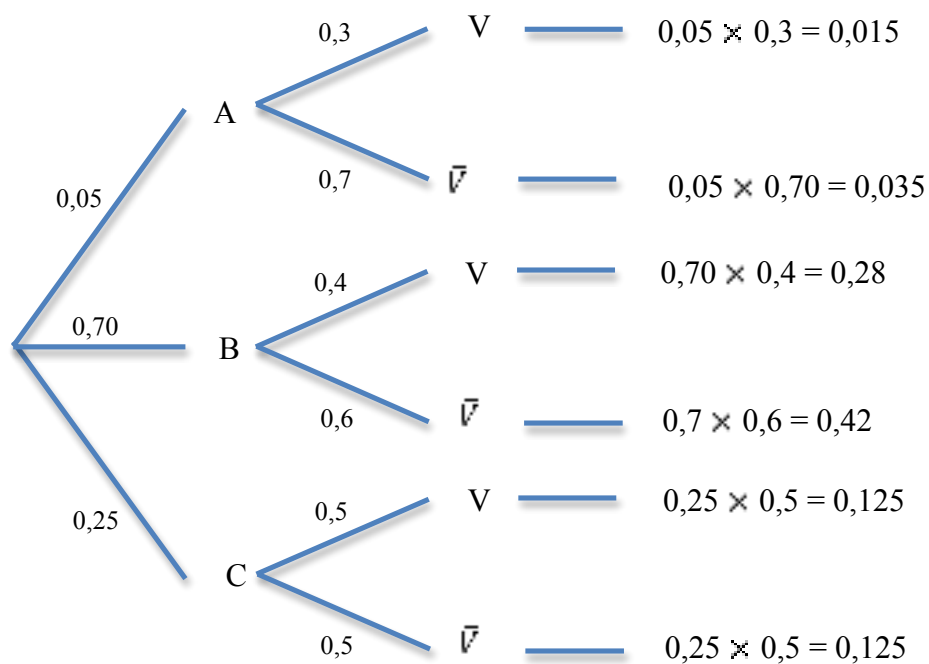 0,3 V 0,05 × 0,3 = 0,015
A
0,05 0,7 V̄ 0,05 × 0,70 = 0,035
0,4 V 0,70 × 0,4 = 0,28
0,70
B
0,6 V̄ 0,7 × 0,6 = 0,42
0,25 0,5 V 0,25 × 0,5 = 0,125
C
0,5 V̄ 0,25 × 0,5 = 0,125